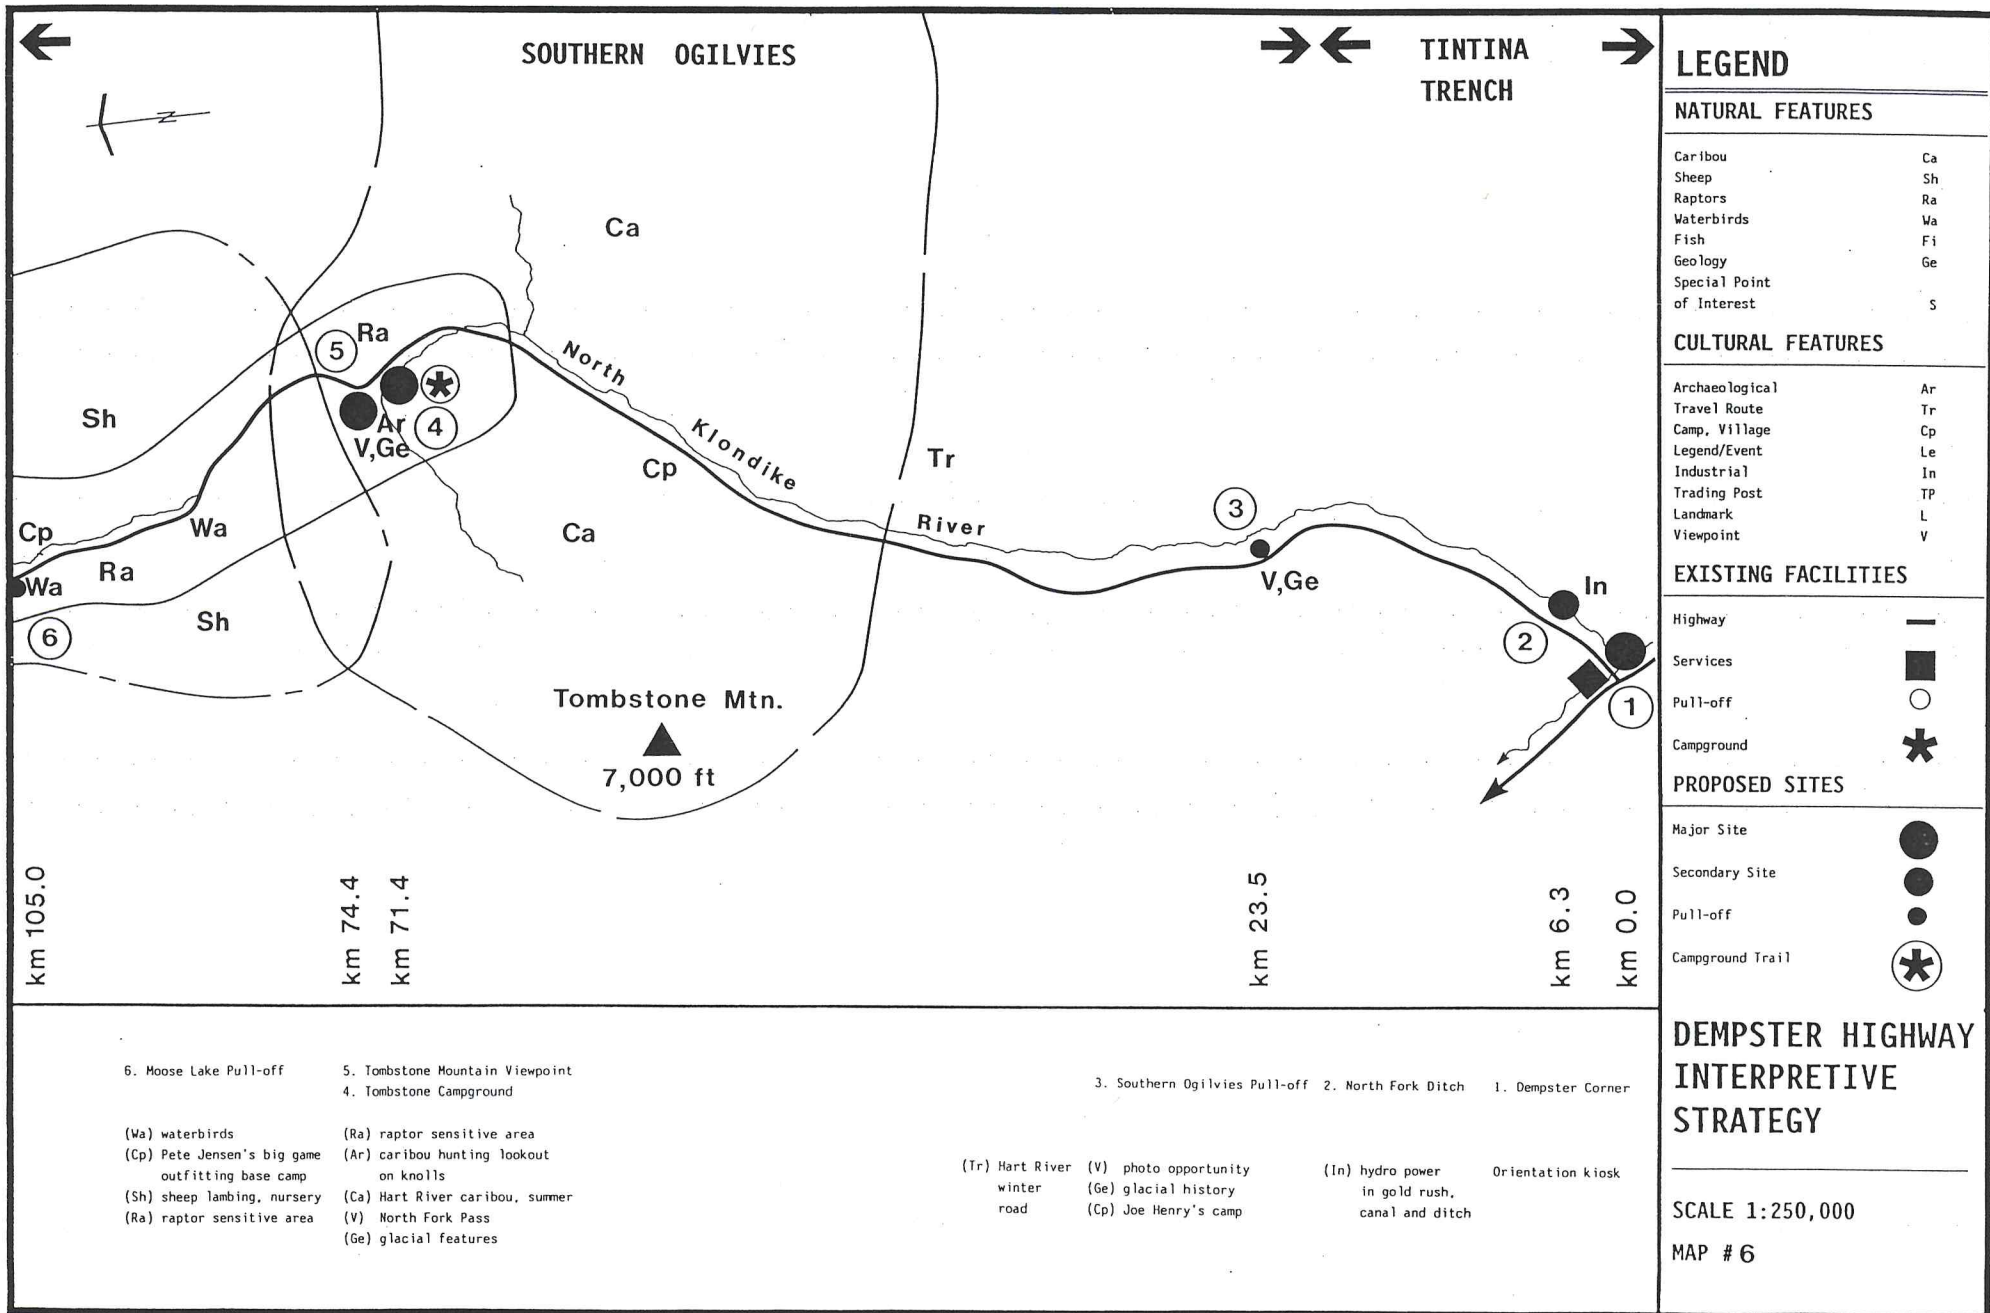 SOUTHERN OGILVIES
TINTINA
TRENCH
N
Ca
Ra
5
Sh
Ar
4
V,Ge
North
Klondike
River
Cp
Tr
Ca
Cp
Wa
Wa
Ra
Sh
6
3
V,Ge
In
2
1
Tombstone Mtn.
7,000 ft
km 105.0
km 74.4
km 71.4
km 23.5
km 6.3
km 0.0
6. Moose Lake Pull-off
(Wa) waterbirds
(Cp) Pete Jensen's big game
outfitting base camp
(Sh) sheep lambing, nursery
(Ra) raptor sensitive area
5. Tombstone Mountain Viewpoint
4. Tombstone Campground
(Ra) raptor sensitive area
(Ar) caribou hunting lookout
on knolls
(Ca) Hart River caribou, summer
(V) North Fork Pass
(Ge) glacial features
3. Southern Ogilvies Pull-off
(Tr) Hart River
winter
road
(V) photo opportunity
(Ge) glacial history
(Cp) Joe Henry's camp
2. North Fork Ditch
(In) hydro power
in gold rush,
canal and ditch
1. Dempster Corner
Orientation kiosk
LEGEND
NATURAL FEATURES
Caribou Ca
Sheep Sh
Raptors Ra
Waterbirds Wa
Fish Fi
Geology Ge
Special Point
of Interest S
CULTURAL FEATURES
Archaeological Ar
Travel Route Tr
Camp, Village Cp
Legend/Event Le
Industrial In
Trading Post TP
Landmark L
Viewpoint V
EXISTING FACILITIES
Highway
Services
Pull-off
Campground
PROPOSED SITES
Major Site
Secondary Site
Pull-off
Campground Trail
DEMPSTER HIGHWAY
INTERPRETIVE
STRATEGY
SCALE 1:250,000
MAP # 6